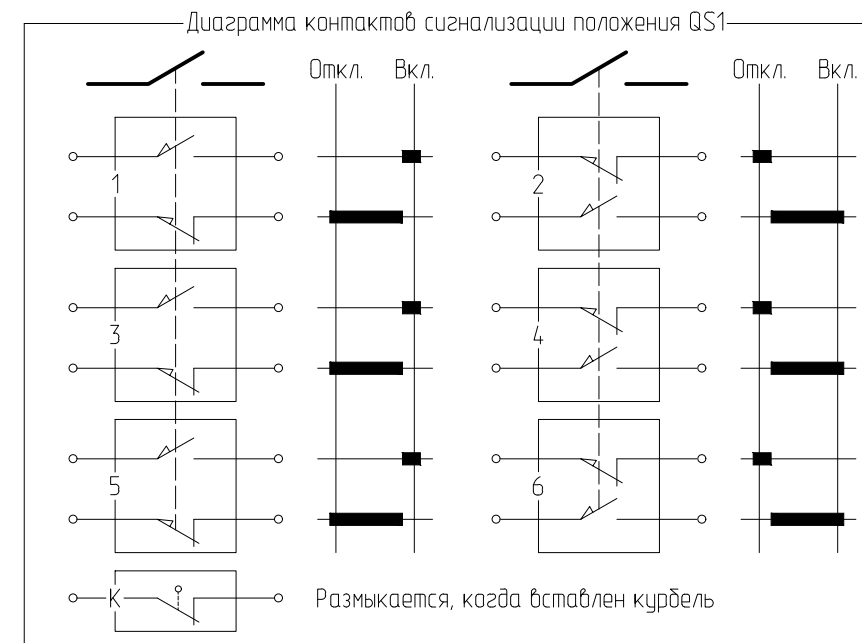 Диаграмма контактов сигнализации положения QS1
Откл. Вкл. Откл. Вкл.
1 2
3 4
5 6
К Размыкается, когда вставлен курбель